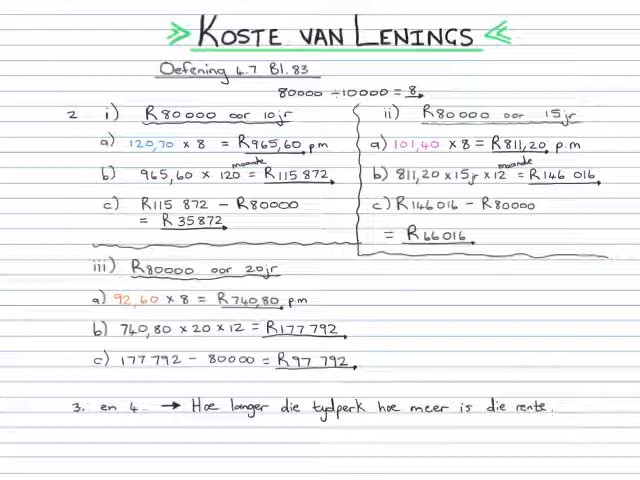 KOSTE VAN LENINGS
Oefening 4.7 Bl.83
80000 ÷10000 = 8
2 i) R80000 oor 10jr
a) 120,70 × 8 = R965,60 p.m
b) 965,60 × 120 maande = R115 872
c) R115 872 – R80000
= R35872
ii) R80000 oor 15jr
a) 101,40 × 8 = R811,20 p.m
b) 811,20 × 15jr × 12 maande = R146 016
c) R146016 – R80000
= R66016
iii) R80000 oor 20jr
a) 92,60 × 8 = R740,80 p.m
b) 740,80 × 20 × 12 = R177 792
c) 177 792 – 80000 = R97 792
3. en 4. → Hoe langer die tydperk hoe meer is die rente.